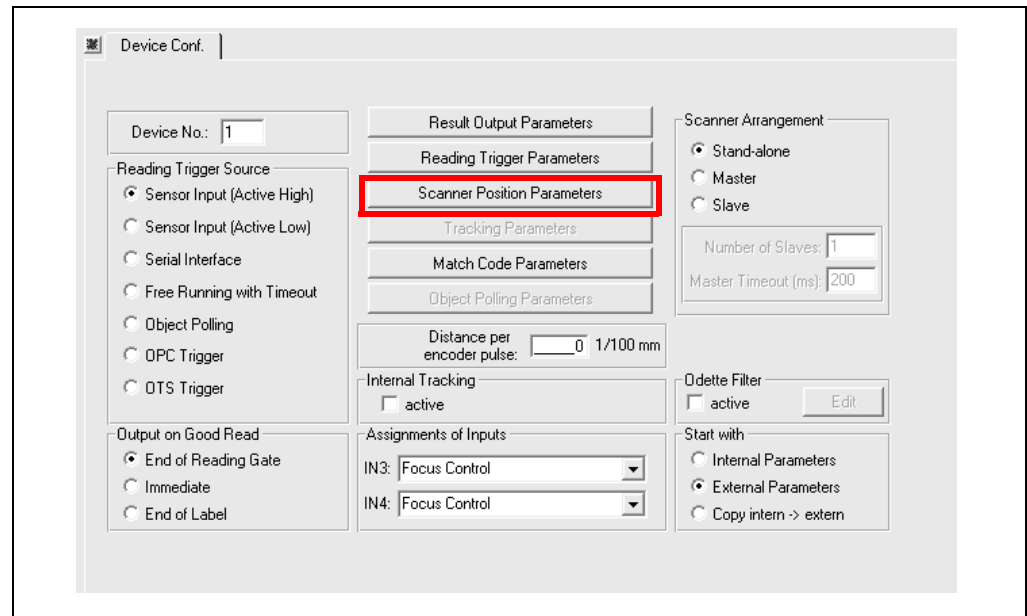 Device Conf.
Device No.: 1
Reading Trigger Source
Sensor Input (Active High)
Sensor Input (Active Low)
Serial Interface
Free Running with Timeout
Object Polling
OPC Trigger
OTS Trigger
Output on Good Read
End of Reading Gate
Immediate
End of Label
Result Output Parameters
Reading Trigger Parameters
Scanner Position Parameters
Tracking Parameters
Match Code Parameters
Object Polling Parameters
Distance per
encoder pulse: 0 1/100 mm
Internal Tracking
active
Assignments of Inputs
IN3: Focus Control
IN4: Focus Control
Scanner Arrangement
Stand-alone
Master
Slave
Number of Slaves: 1
Master Timeout (ms): 200
Odette Filter
active Edit
Start with
Internal Parameters
External Parameters
Copy intern -> extern